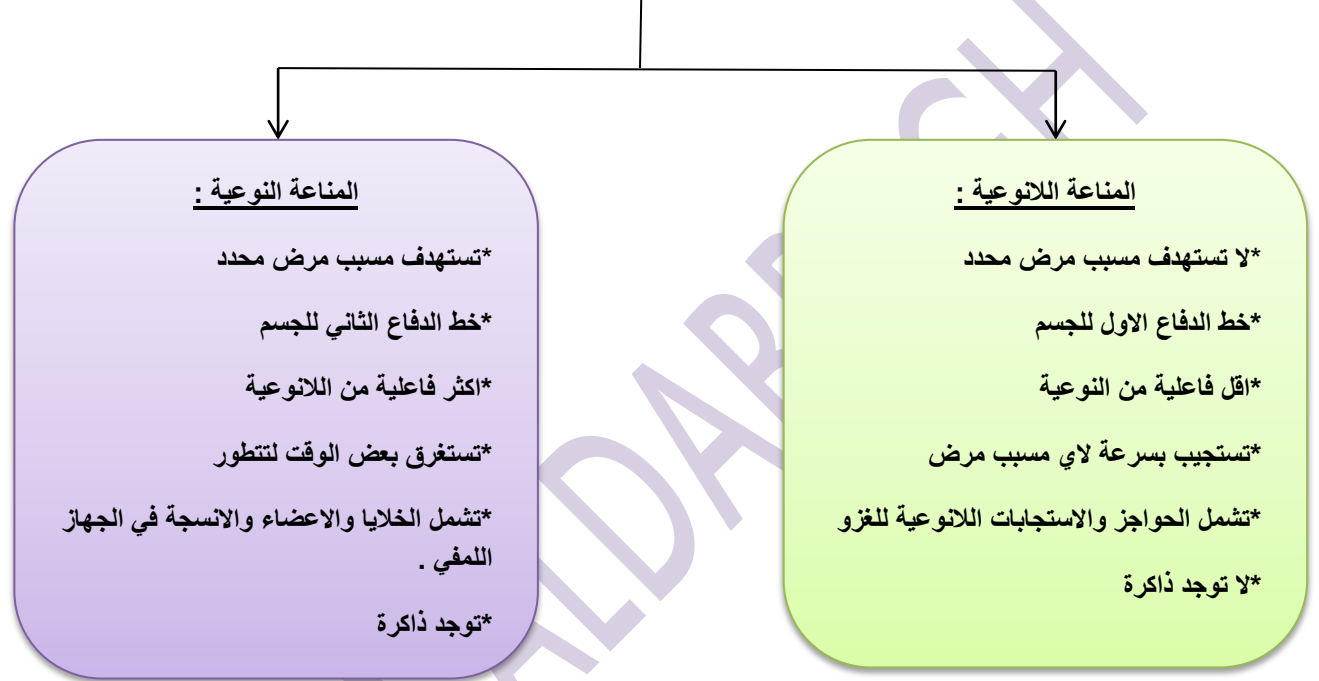 المناعة اللانوعية :
*لا تستهدف مسبب مرض محدد
*خط الدفاع الاول للجسم
*اقل فاعلية من النوعية
*تستجيب بسرعة لاي مسبب مرض
*تشمل الحواجز والاستجابات اللانوعية للغزو
*لا توجد ذاكرة
المناعة النوعية :
*تستهدف مسبب مرض محدد
*خط الدفاع الثاني للجسم
*اكثر فاعلية من اللانوعية
*تستغرق بعض الوقت لتتطور
*تشمل الخلايا والاعضاء والانسجة في الجهاز
اللمفي .
*توجد ذاكرة